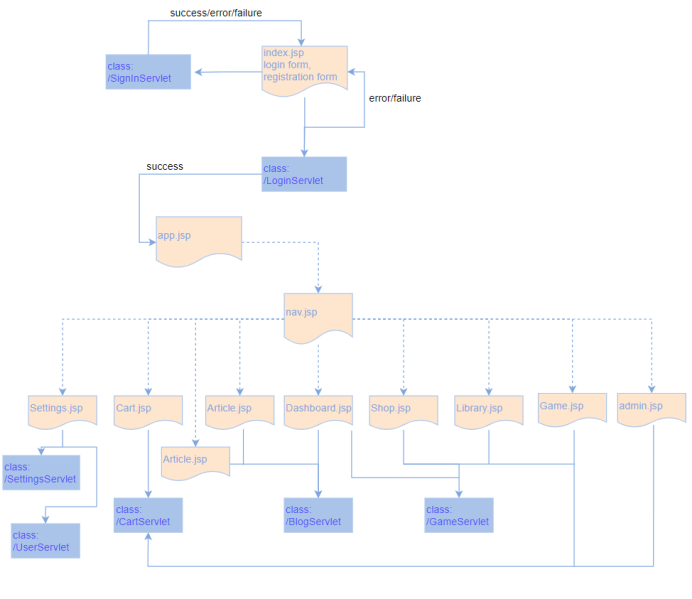 success/error/failure
index.jsp
login form,
registration form
class:
/SignInServlet
error/failure
success
class:
/LoginServlet
app.jsp
nav.jsp
Settings.jsp
Cart.jsp
Article.jsp
Dashboard.jsp
Shop.jsp
Library.jsp
Game.jsp
admin.jsp
Article.jsp
class:
/SettingsServlet
class:
/CartServlet
class:
/BlogServlet
class:
/GameServlet
class:
/UserServlet